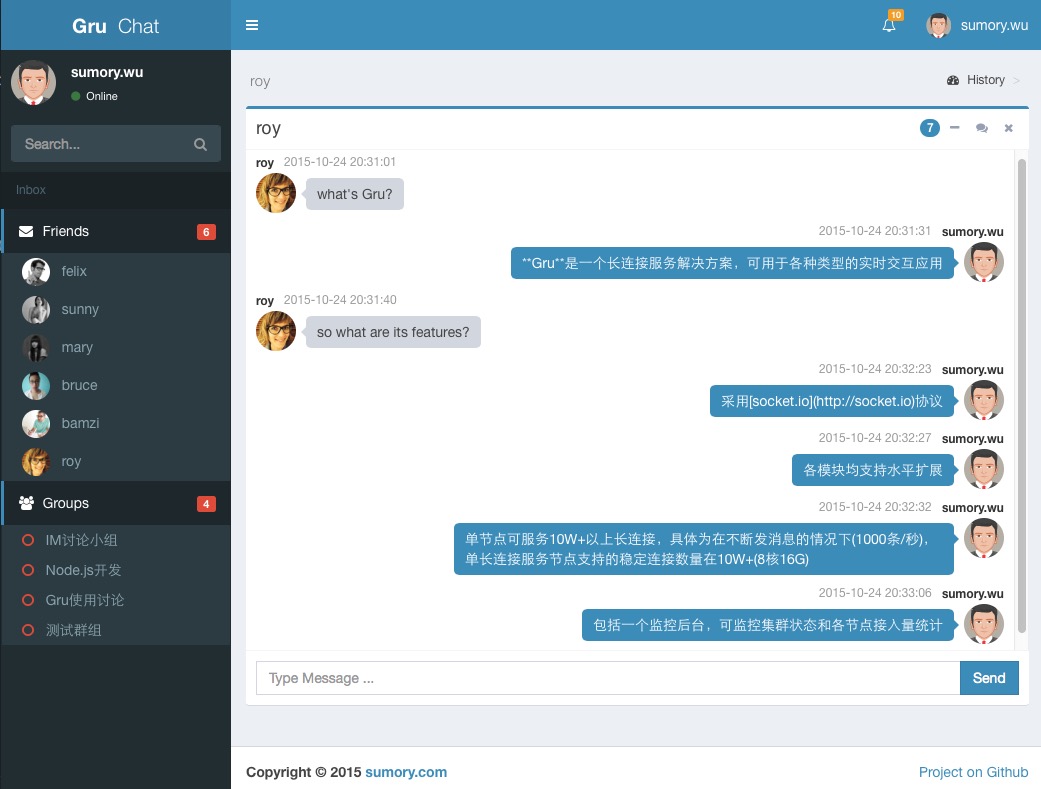 Gru Chat
10
sumory.wu
sumory.wu
Online
Search...
Inbox
Friends 6
felix
sunny
mary
bruce
bamzi
roy
Groups 4
IM讨论小组
Node.js开发
Gru使用讨论
测试群组
roy
History >
roy
7
roy 2015-10-24 20:31:01
what's Gru?
2015-10-24 20:31:31 sumory.wu
**Gru**是一个长连接服务解决方案，可用于各种类型的实时交互应用
roy 2015-10-24 20:31:40
so what are its features?
2015-10-24 20:32:23 sumory.wu
采用[socket.io](http://socket.io)协议
2015-10-24 20:32:27 sumory.wu
各模块均支持水平扩展
2015-10-24 20:32:32 sumory.wu
单节点可服务10W+以上长连接，具体为在不断发消息的情况下(1000条/秒)，
单长连接服务节点支持的稳定连接数量在10W+(8核16G)
2015-10-24 20:33:06 sumory.wu
包括一个监控后台，可监控集群状态和各节点接入量统计
Type Message ...
Send
Copyright © 2015 sumory.com
Project on Github